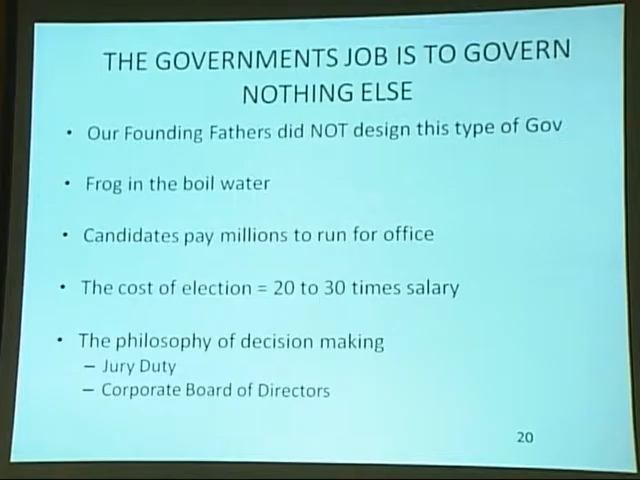 THE GOVERNMENTS JOB IS TO GOVERN
NOTHING ELSE
• Our Founding Fathers did NOT design this type of Gov
• Frog in the boil water
• Candidates pay millions to run for office
• The cost of election = 20 to 30 times salary
• The philosophy of decision making
– Jury Duty
– Corporate Board of Directors
20